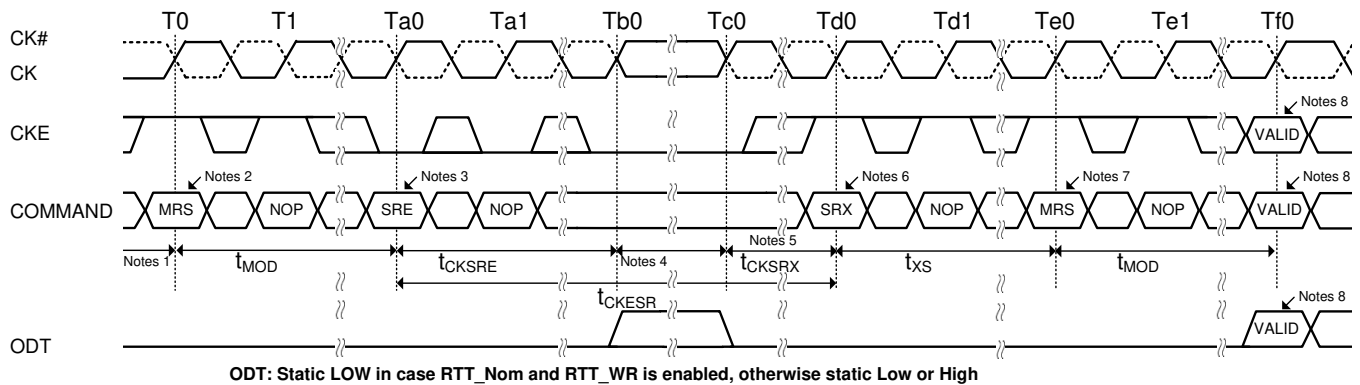 T0 T1 Ta0 Ta1 Tb0 Tc0 Td0 Td1 Te0 Te1 Tf0
CK#
CK
Notes 8
CKE VALID
Notes 2 Notes 3 Notes 6 Notes 7 Notes 8
COMMAND MRS NOP SRE NOP SRX NOP MRS NOP VALID
Notes 1 tMOD tCKSRE Notes 4 Notes 5 tCKSRX tXS tMOD
tCKESR
Notes 8
ODT VALID
ODT: Static LOW in case RTT_Nom and RTT_WR is enabled, otherwise static Low or High